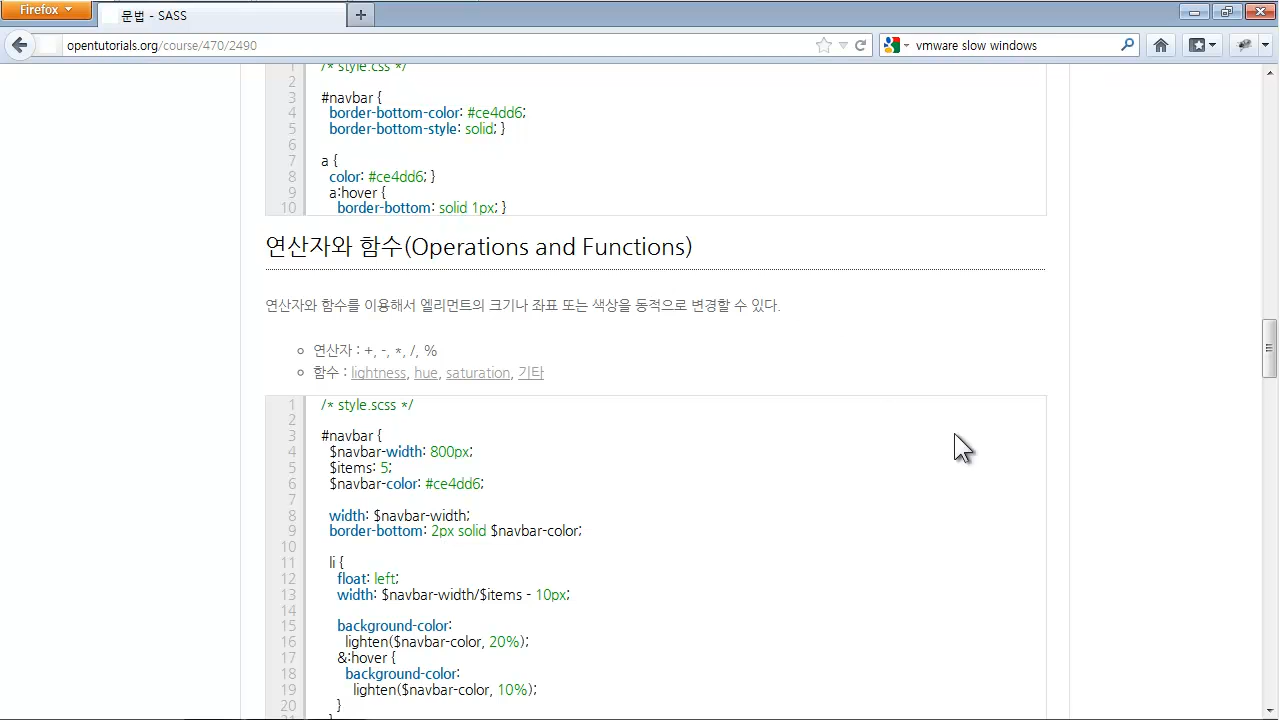 Firefox
문법 - SASS
opentutorials.org/course/470/2490
vmware slow windows
1 /* style.css */
2
3 #navbar {
4 border-bottom-color: #ce4dd6;
5 border-bottom-style: solid; }
6
7 a {
8 color: #ce4dd6; }
9 a:hover {
10 border-bottom: solid 1px; }
연산자와 함수(Operations and Functions)
연산자와 함수를 이용해서 엘리먼트의 크기나 좌표 또는 색상을 동적으로 변경할 수 있다.
연산자 : +, -, *, /, %
함수 : lightness, hue, saturation, 기타
1 /* style.scss */
2
3 #navbar {
4 $navbar-width: 800px;
5 $items: 5;
6 $navbar-color: #ce4dd6;
7
8 width: $navbar-width;
9 border-bottom: 2px solid $navbar-color;
10
11 li {
12 float: left;
13 width: $navbar-width/$items - 10px;
14
15 background-color:
16 lighten($navbar-color, 20%);
17 &:hover {
18 background-color:
19 lighten($navbar-color, 10%);
20 }
21 }